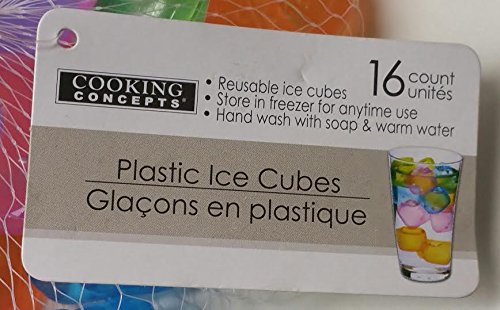 COOKING
CONCEPTS®
• Reusable ice cubes
• Store in freezer for anytime use
• Hand wash with soap & warm water
16 count
unités
Plastic Ice Cubes
Glaçons en plastique